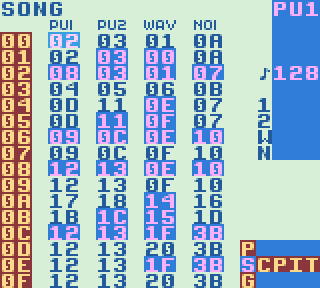 SONG PU1
PU1 PU2 WAV NOI
00 02 03 01 0A
01 02 03 00 0A
02 08 03 01 07 ♪128
03 04 05 06 0B
04 0D 11 0E 07 1
05 0D 11 0F 07 2
06 09 0C 0E 10 W
07 09 0C 0F 10 N
08 12 13 0E 10
09 12 13 0F 10
0A 17 18 14 16
0B 1B 1C 15 1D
0C 12 13 1F 3B
0D 12 13 20 3B P
0E 12 13 1F 3B SCPIT
0F 12 13 20 3B G